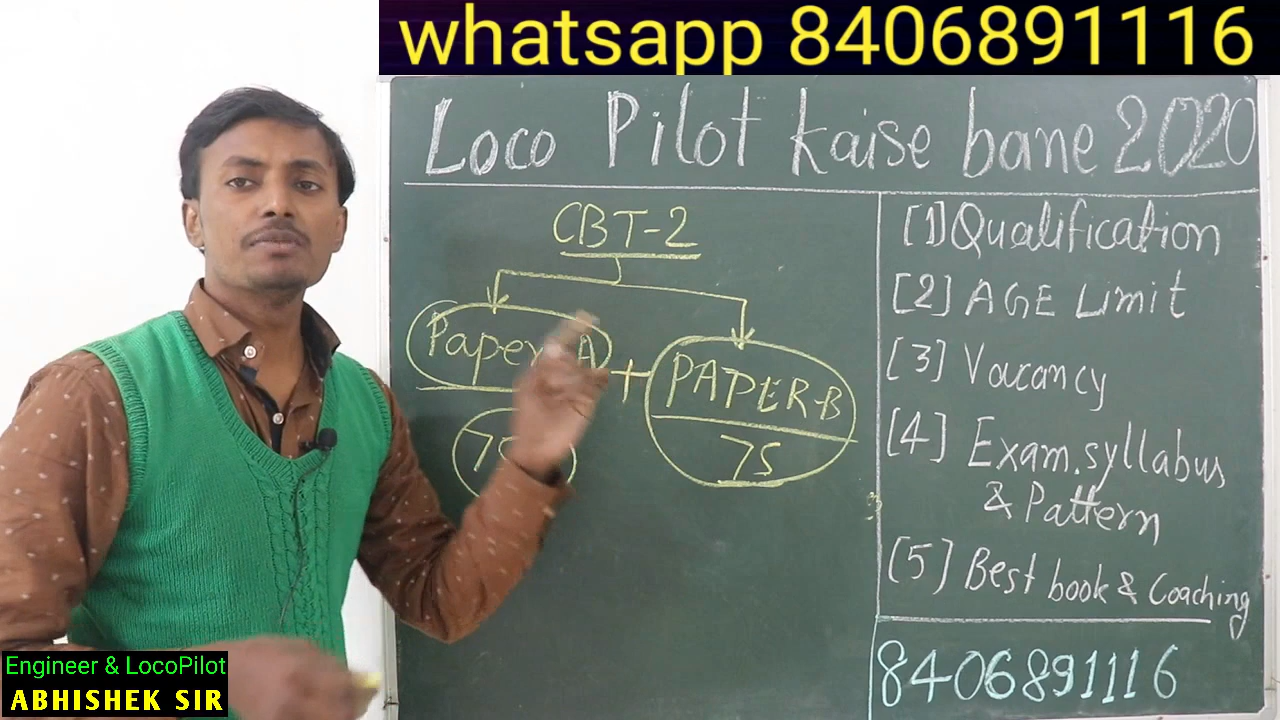 whatsapp 8406891116
Loco Pilot kaise bane 2020
CBT-2
Paper A
+
PAPER-B
75
[1] Qualification
[2] AGE Limit
[3] Vacancy
[4] Exam.syllabus
& Pattern
[5] Best book & Coaching
8406891116
Engineer & LocoPilot
ABHISHEK SIR